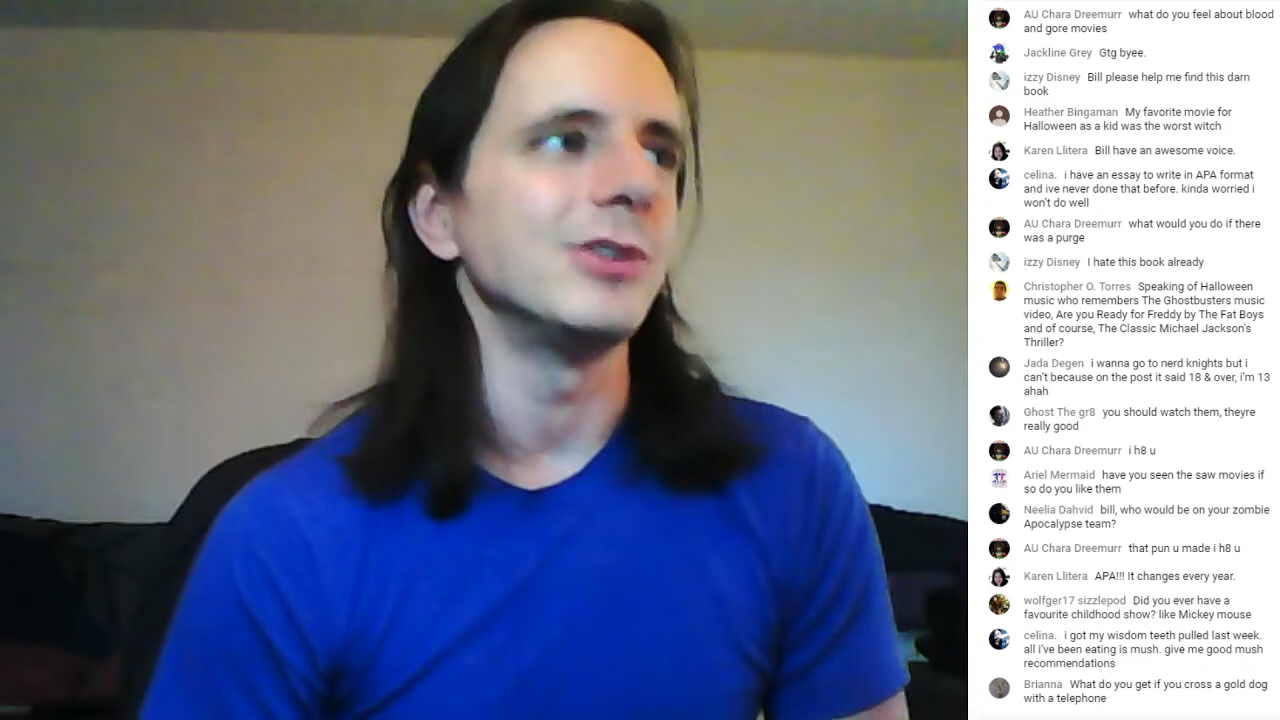 AU Chara Dreemurr what do you feel about blood
and gore movies
Jackline Grey Gtg byee.
izzy Disney Bill please help me find this darn
book
Heather Bingaman My favorite movie for
Halloween as a kid was the worst witch
Karen Llitera Bill have an awesome voice.
celina. i have an essay to write in APA format
and ive never done that before. kinda worried i
won't do well
AU Chara Dreemurr what would you do if there
was a purge
izzy Disney I hate this book already
Christopher O. Torres Speaking of Halloween
music who remembers The Ghostbusters music
video, Are you Ready for Freddy by The Fat Boys
and of course, The Classic Michael Jackson's
Thriller?
Jada Degen i wanna go to nerd knights but i
can't because on the post it said 18 & over, i'm 13
ahah
Ghost The gr8 you should watch them, theyre
really good
AU Chara Dreemurr i h8 u
Ariel Mermaid have you seen the saw movies if
so do you like them
Neelia Dahvid bill, who would be on your zombie
Apocalypse team?
AU Chara Dreemurr that pun u made i h8 u
Karen Llitera APA!!! It changes every year.
wolfger17 sizzlepod Did you ever have a
favourite childhood show? like Mickey mouse
celina. i got my wisdom teeth pulled last week.
all i've been eating is mush. give me good mush
recommendations
Brianna What do you get if you cross a gold dog
with a telephone